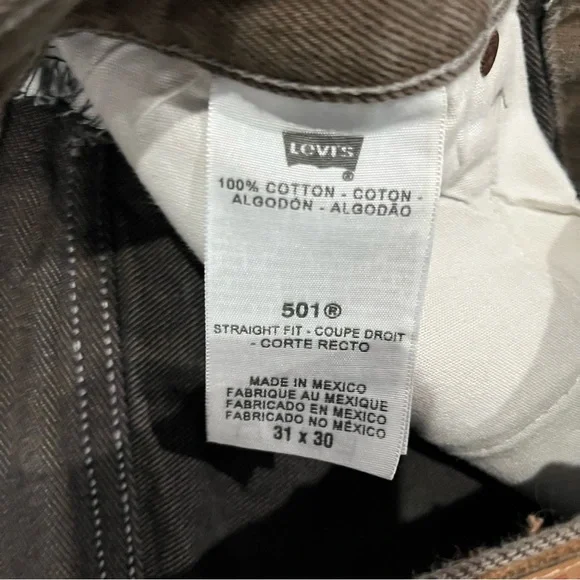 Levi's
®
100% COTTON - COTON -
ALGODÓN - ALGODÃO
501®
STRAIGHT FIT - COUPE DROIT
- CORTE RECTO
MADE IN MEXICO
FABRIQUE AU MEXIQUE
FABRICADO EN MEXICO
FABRICADO NO MÉXICO
31 x 30